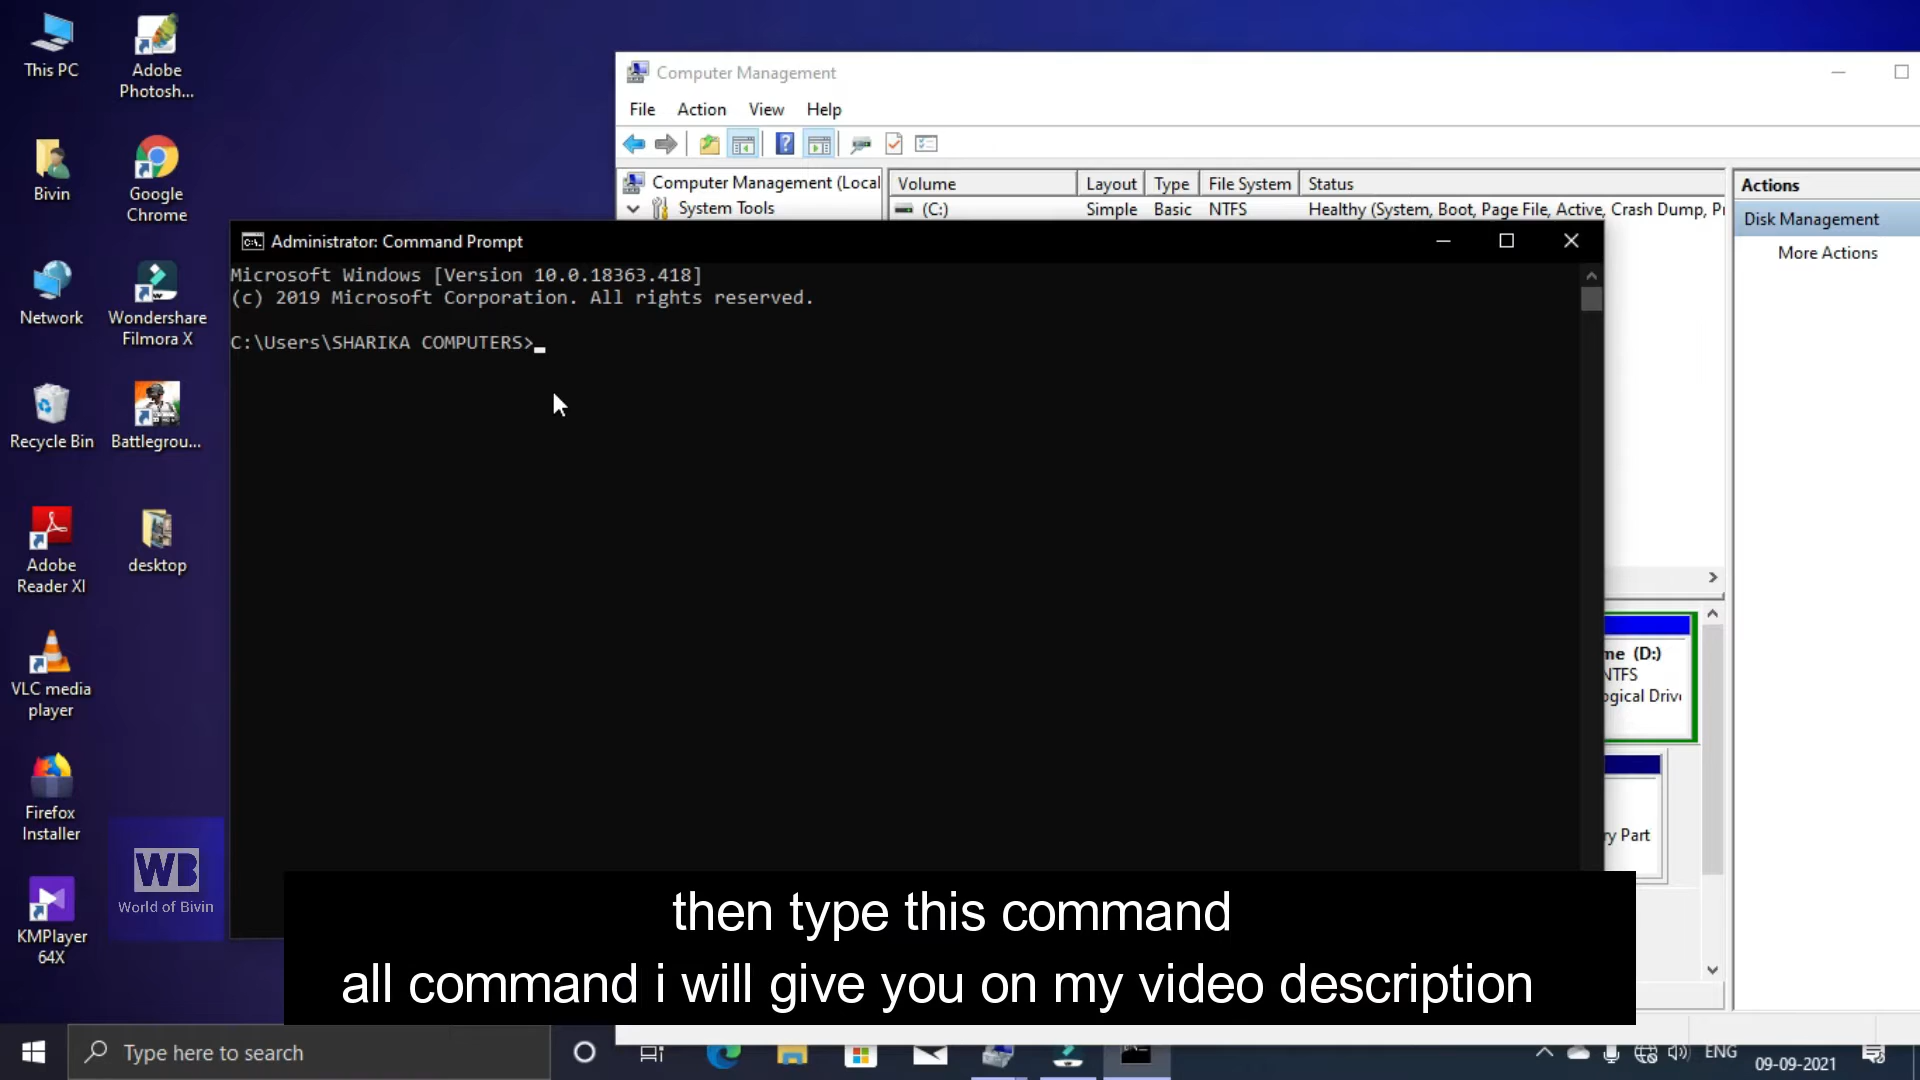 This PC
Adobe
Photosh...
Bivin
Google
Chrome
Network
Wondershare
Filmora X
Recycle Bin
Battlegrou...
Adobe
Reader XI
desktop
VLC media
player
Firefox
Installer
WB
World of Bivin
KMPlayer
64X
Computer Management
File Action View Help
Computer Management (Local
System Tools
Volume Layout Type File System Status
(C:) Simple Basic NTFS Healthy (System, Boot, Page File, Active, Crash Dump, Pr
Actions
Disk Management
More Actions
Administrator: Command Prompt
Microsoft Windows [Version 10.0.18363.418]
(c) 2019 Microsoft Corporation. All rights reserved.
C:\Users\SHARIKA COMPUTERS>
me (D:)
NTFS
ogical Driv
ry Part
then type this command
all command i will give you on my video description
Type here to search
ENG
09-09-2021